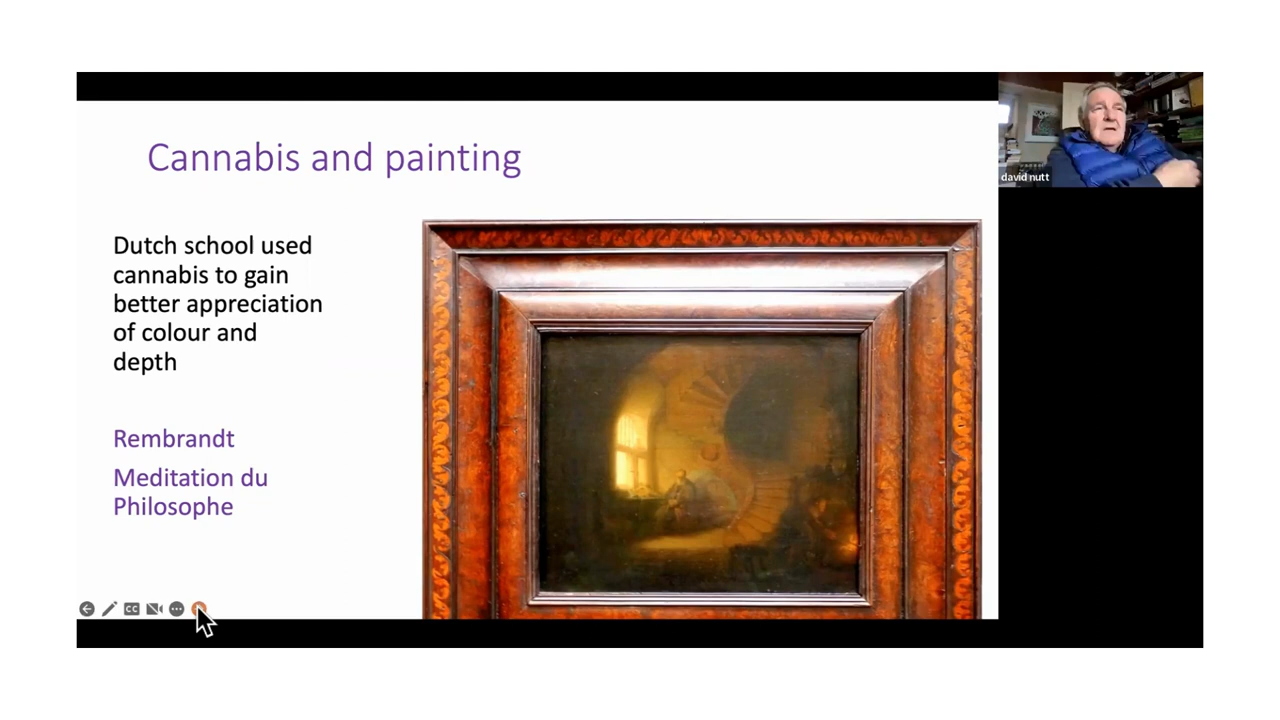 Cannabis and painting
Dutch school used
cannabis to gain
better appreciation
of colour and
depth
Rembrandt
Meditation du
Philosophe
david nutt
CC